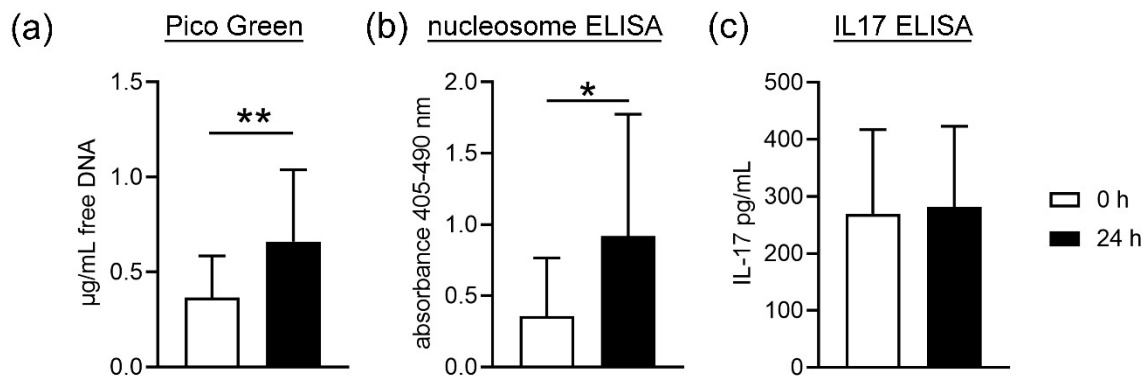 (a) Pico Green
(b) nucleosome ELISA
(c) IL17 ELISA
µg/mL free DNA
1.5
1.0
0.5
0.0
**
absorbance 405-490 nm
2.0
1.5
1.0
0.5
0.0
*
IL-17 pg/mL
500
400
300
200
100
0
0 h
24 h